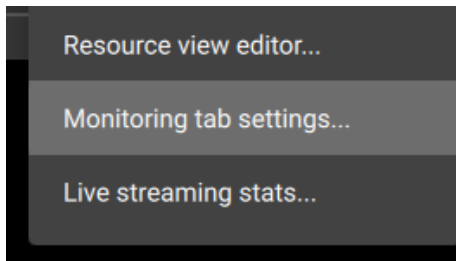 Resource view editor...
Monitoring tab settings...
Live streaming stats...